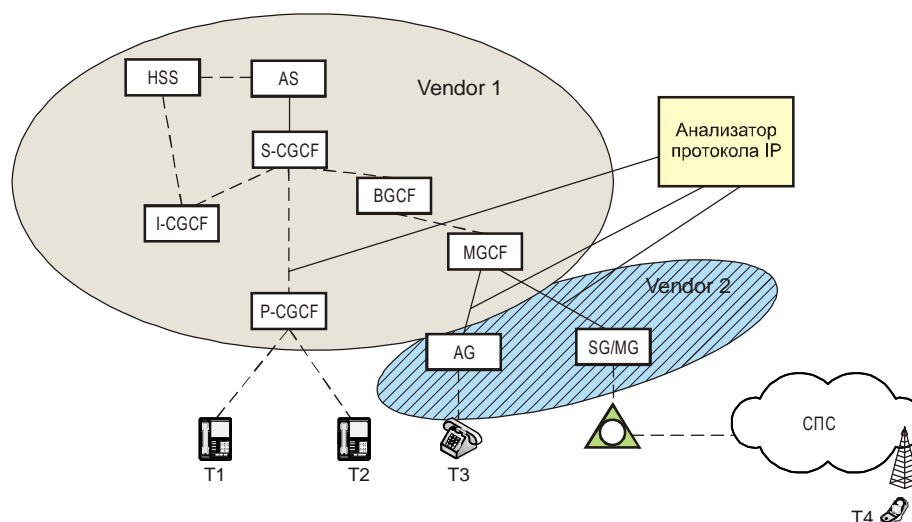 HSS
AS
Vendor 1
S-CGCF
Анализатор
протокола IP
BGCF
I-CGCF
MGCF
Vendor 2
P-CGCF
AG
SG/MG
СПС
T1
T2
T3
T4